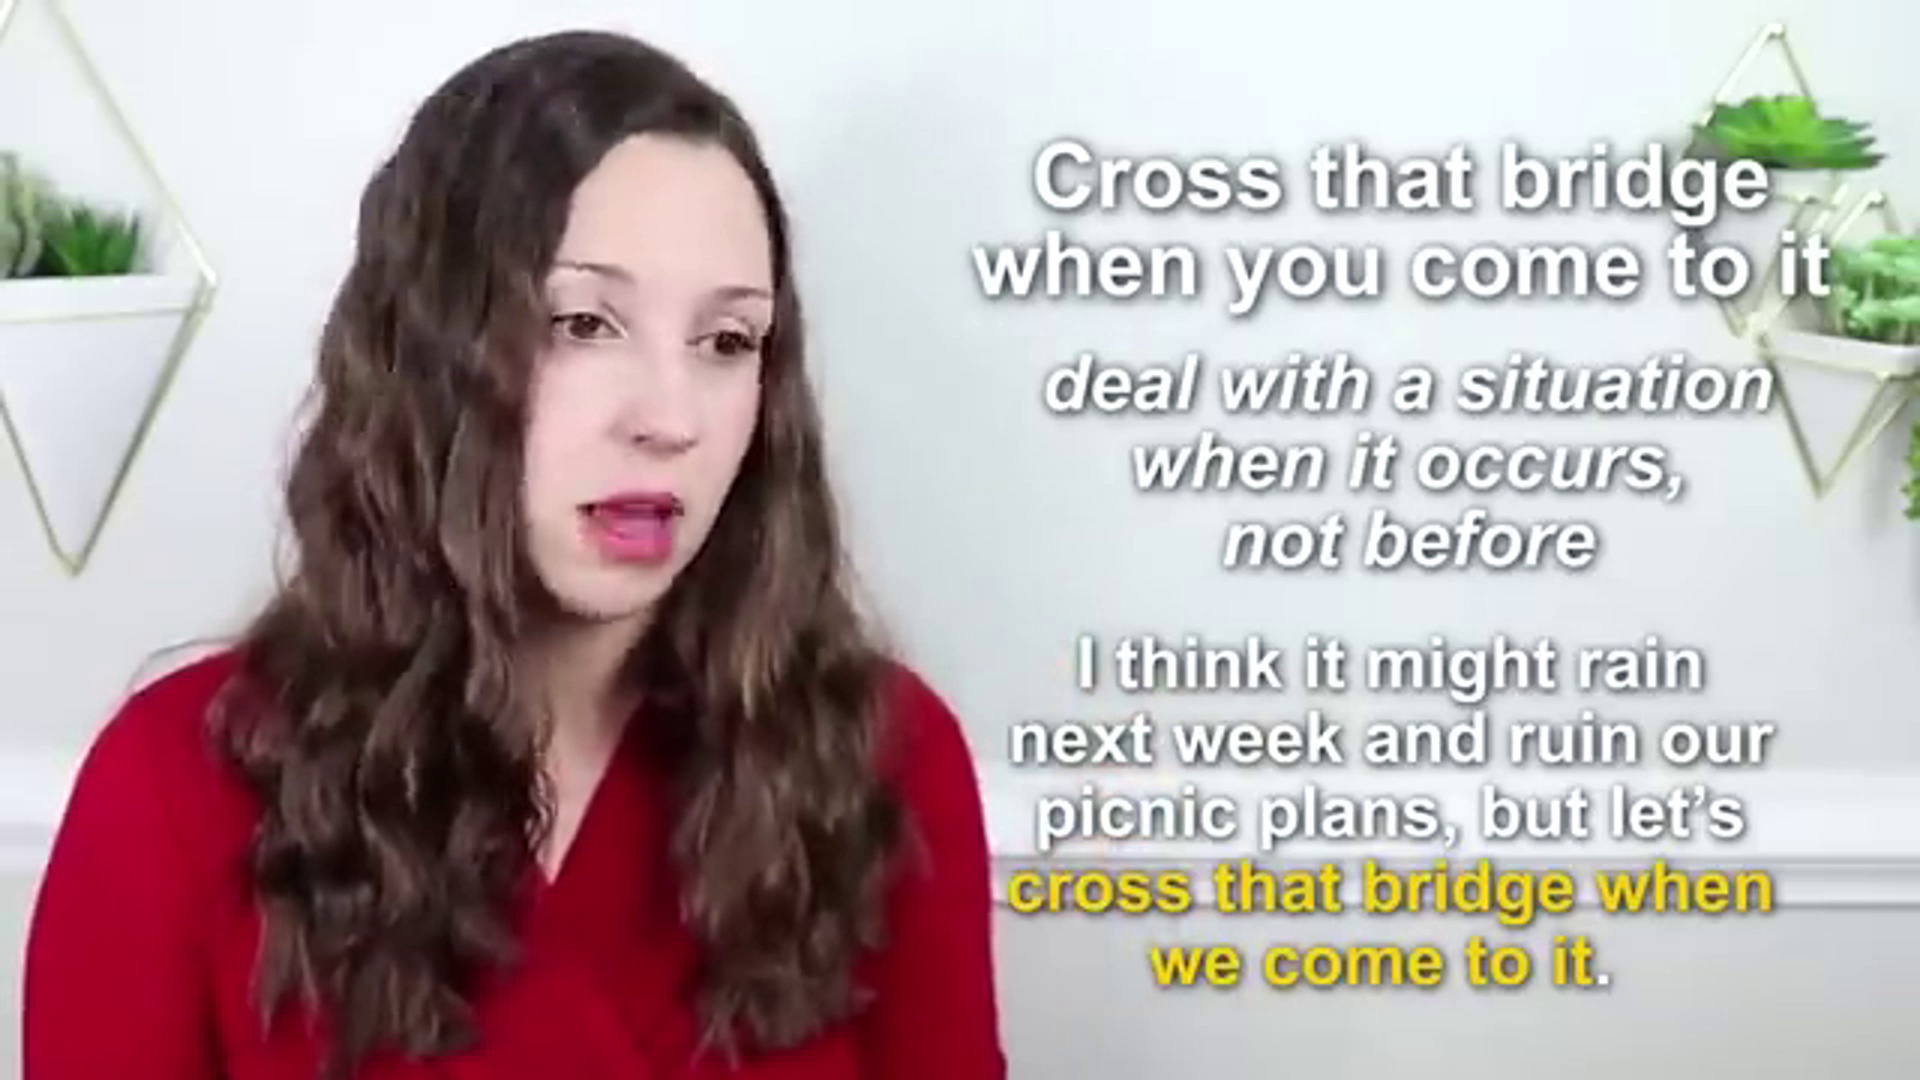 Cross that bridge
when you come to it
deal with a situation
when it occurs,
not before
I think it might rain
next week and ruin our
picnic plans, but let’s
cross that bridge when
we come to it.